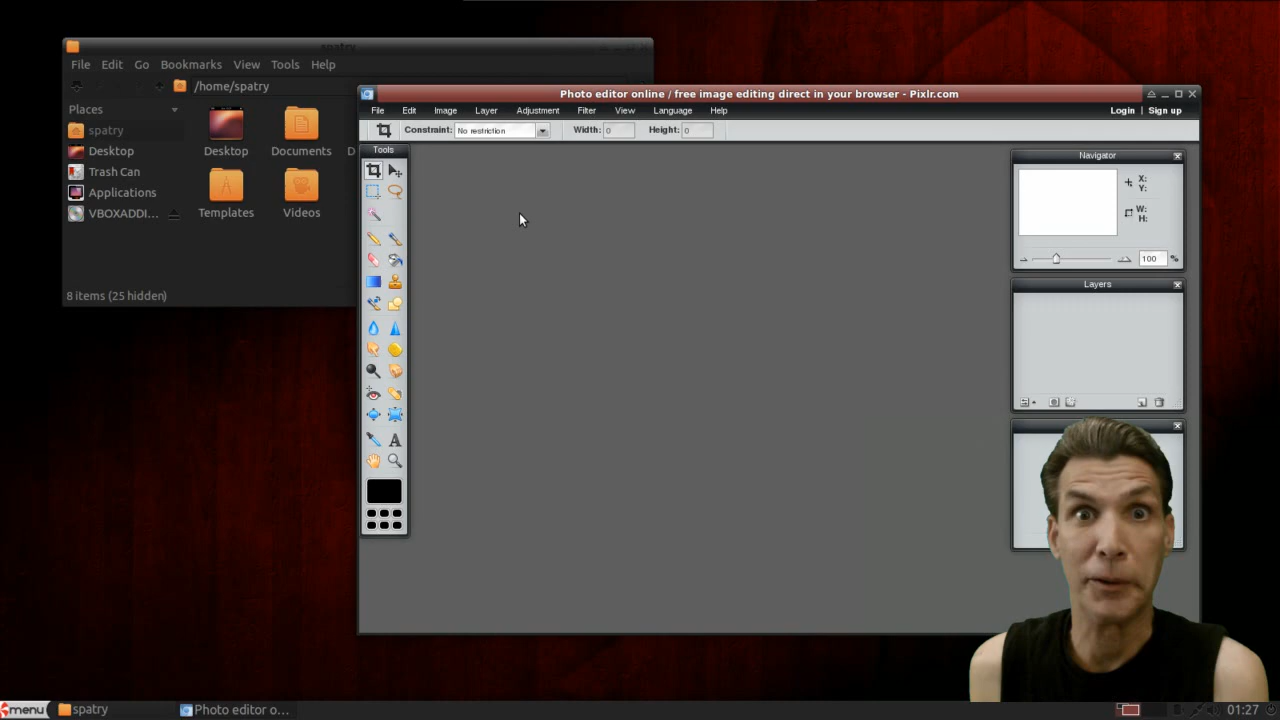 spatry
File Edit Go Bookmarks View Tools Help
/home/spatry
Places
spatry
Desktop
Trash Can
Applications
VBOXADDI...
Desktop
Documents
D
Templates
Videos
8 items (25 hidden)
Photo editor online / free image editing direct in your browser - Pixlr.com
File Edit Image Layer Adjustment Filter View Language Help
Login | Sign up
Constraint: No restriction Width: 0 Height: 0
Tools
A
Navigator
X:
Y:
W:
H:
100 %
Layers
menu
spatry
Photo editor o...
01:27